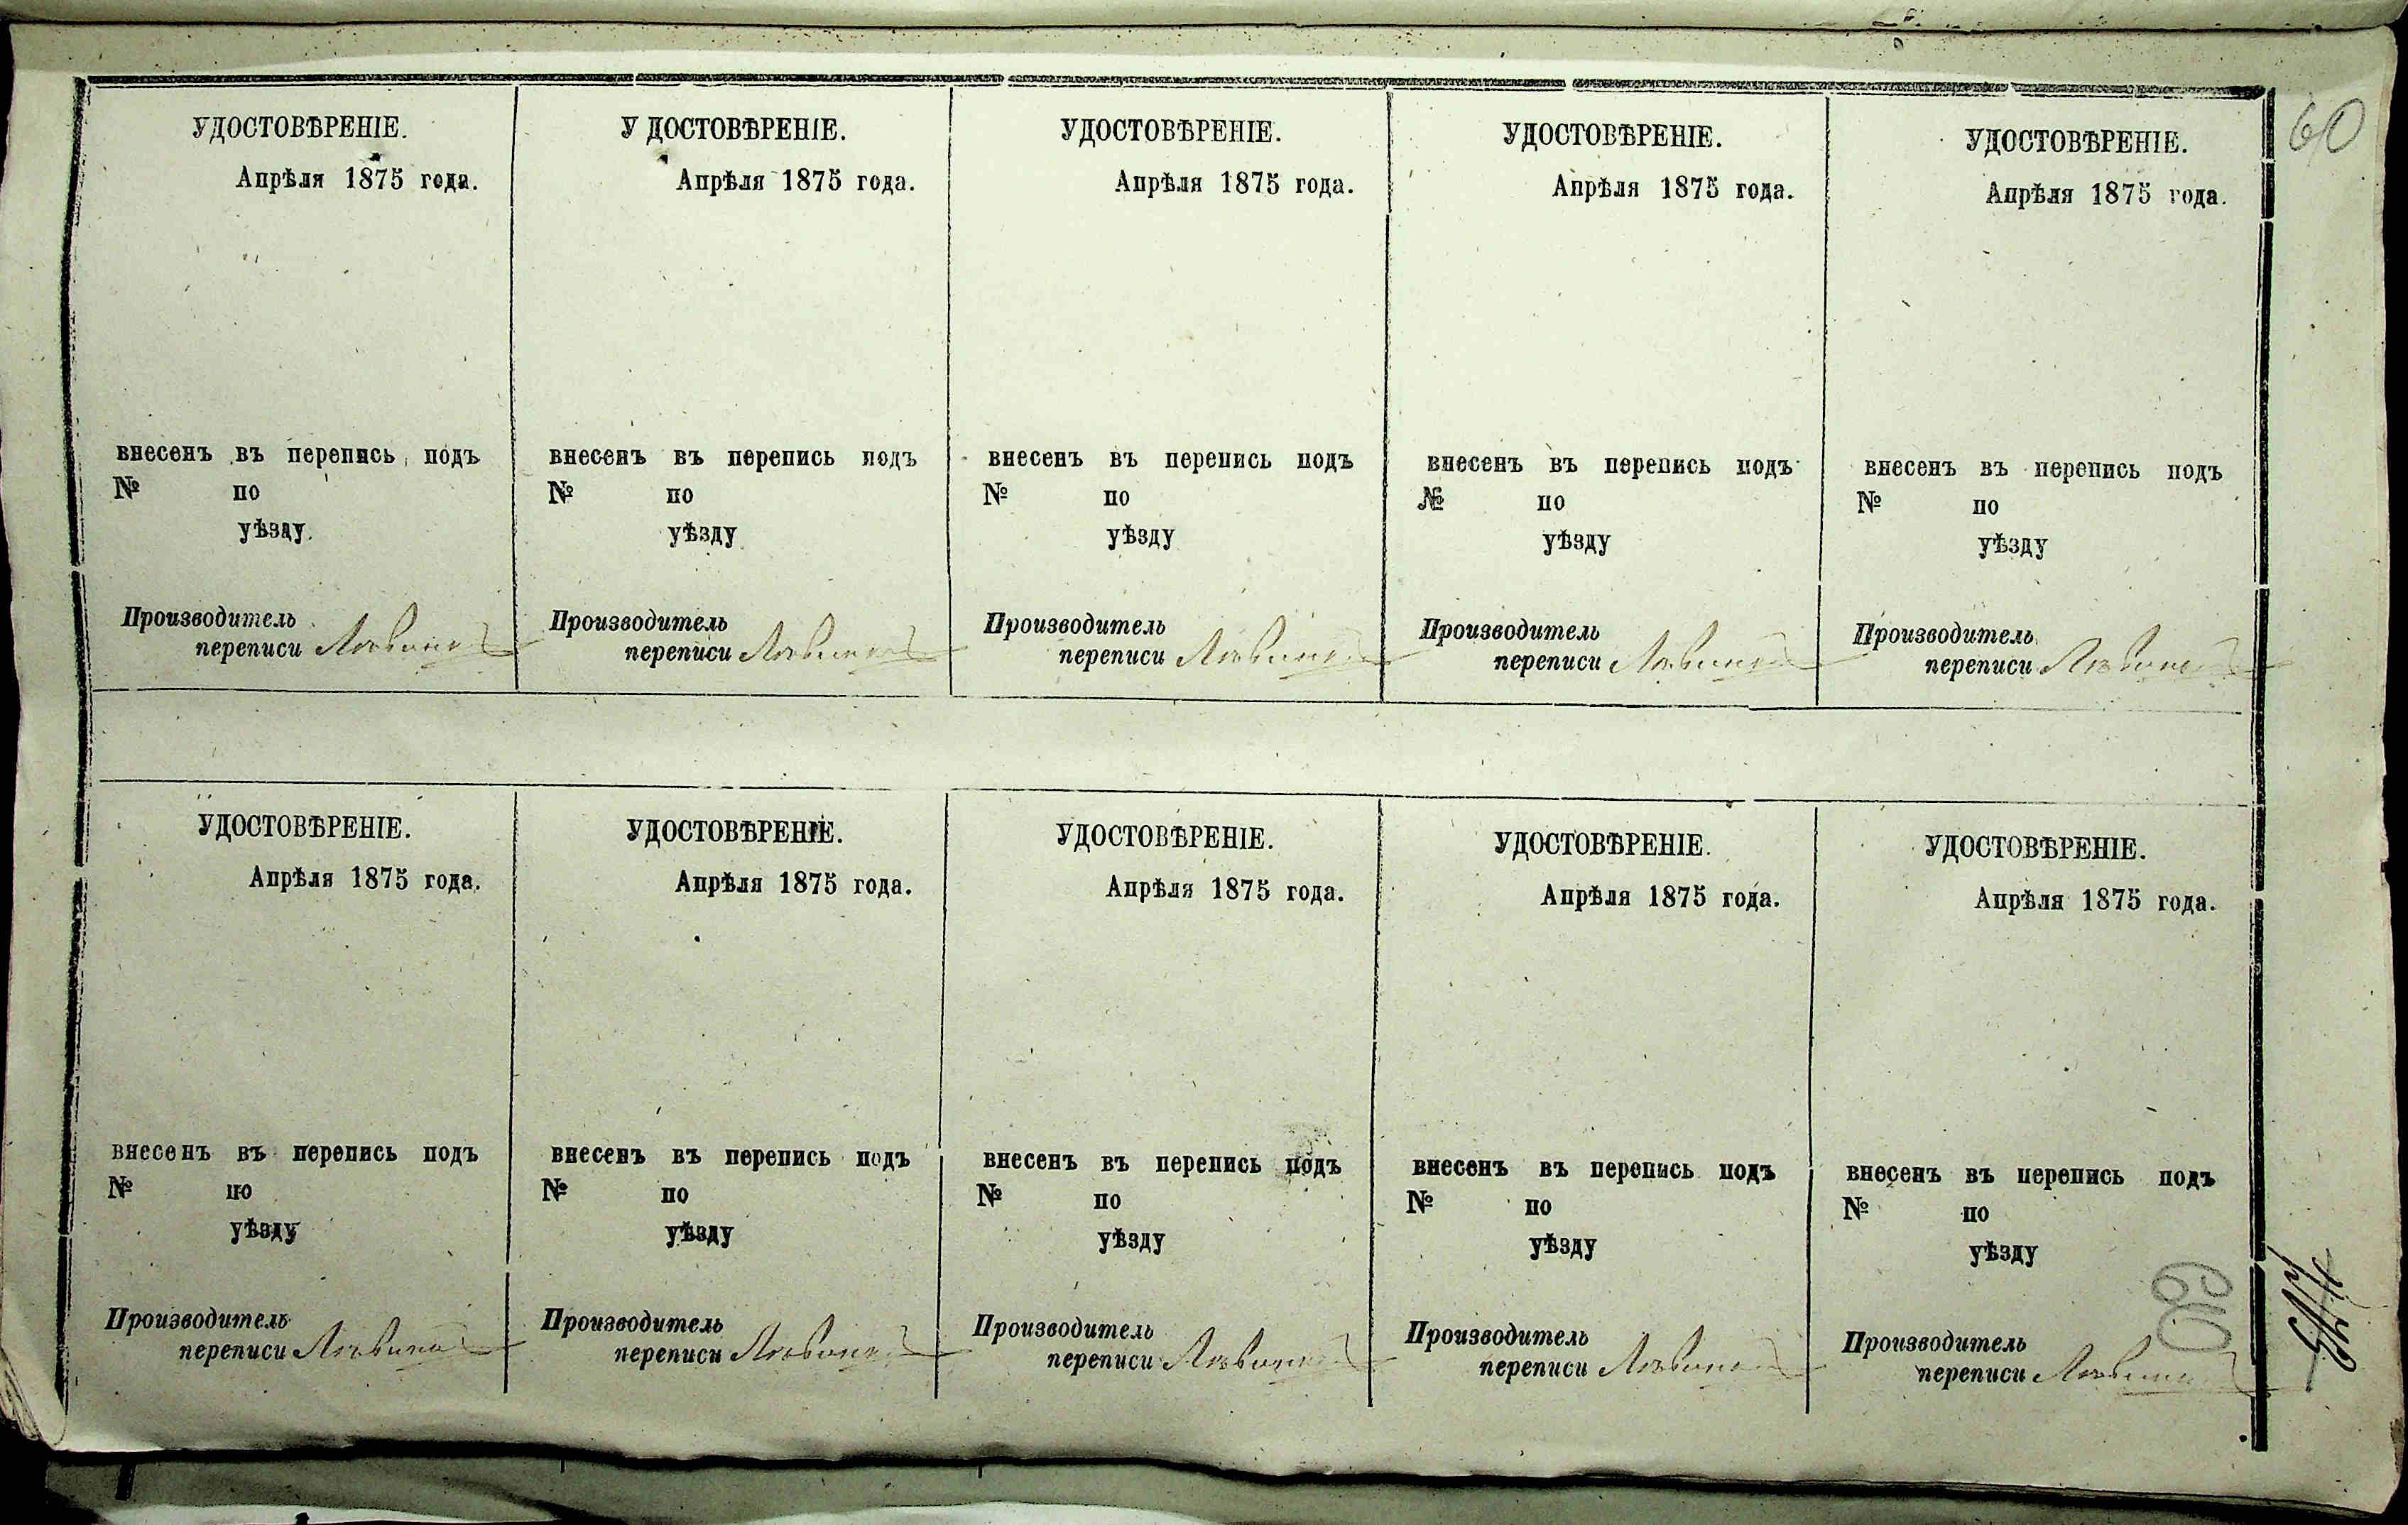 60
УДОСТОВѢРЕНІЕ.
Апрѣля 1875 года.
внесенъ въ перепись подъ
№ по
уѣзду
Производитель
переписи
У ДОСТОВѢРЕНІЕ.
Апрѣля 1875 года.
внесенъ въ перепись подъ
№ по
уѣзду
Производитель
переписи
УДОСТОВѢРЕНІЕ.
Апрѣля 1875 года.
внесенъ въ перепись подъ
№ по
уѣзду
Производитель
переписи
УДОСТОВѢРЕНІЕ.
Апрѣля 1875 года.
внесенъ въ перепись подъ
№ по
уѣзду
Производитель
переписи
УДОСТОВѢРЕНІЕ.
Апрѣля 1875 года.
внесенъ въ перепись подъ
№ по
уѣзду
Производитель
переписи
УДОСТОВѢРЕНІЕ.
Апрѣля 1875 года.
внесенъ въ перепись подъ
№ по
уѣзду
Производитель
переписи
УДОСТОВѢРЕНІЕ.
Апрѣля 1875 года.
внесенъ въ перепись подъ
№ по
уѣзду
Производитель
переписи
УДОСТОВѢРЕНІЕ.
Апрѣля 1875 года.
внесенъ въ перепись подъ
№ по
уѣзду
Производитель
переписи
УДОСТОВѢРЕНІЕ.
Апрѣля 1875 года.
внесенъ въ перепись подъ
№ по
уѣзду
Производитель
переписи
УДОСТОВѢРЕНІЕ.
Апрѣля 1875 года.
внесенъ въ перепись подъ
№ по
уѣзду
Производитель
переписи